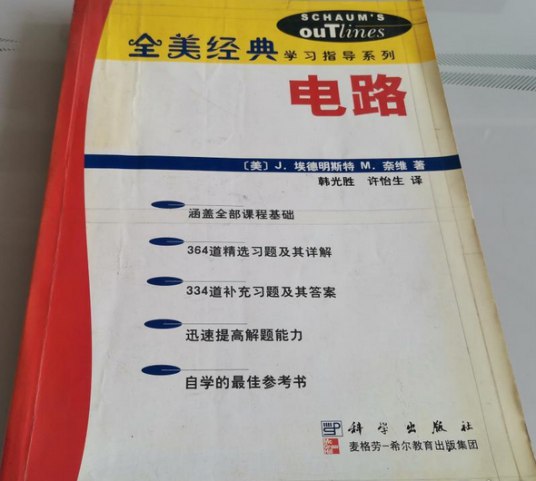 SCHAUM'S
ouTlines
全美经典学习指导系列
电路
〔美〕J. 埃德明斯特 M. 奈维 著
韩光胜 许怡生 译
涵盖全部课程基础
364道精选习题及其详解
334道补充习题及其答案
迅速提高解题能力
自学的最佳参考书
科学出版社
麦格劳-希尔教育出版集团